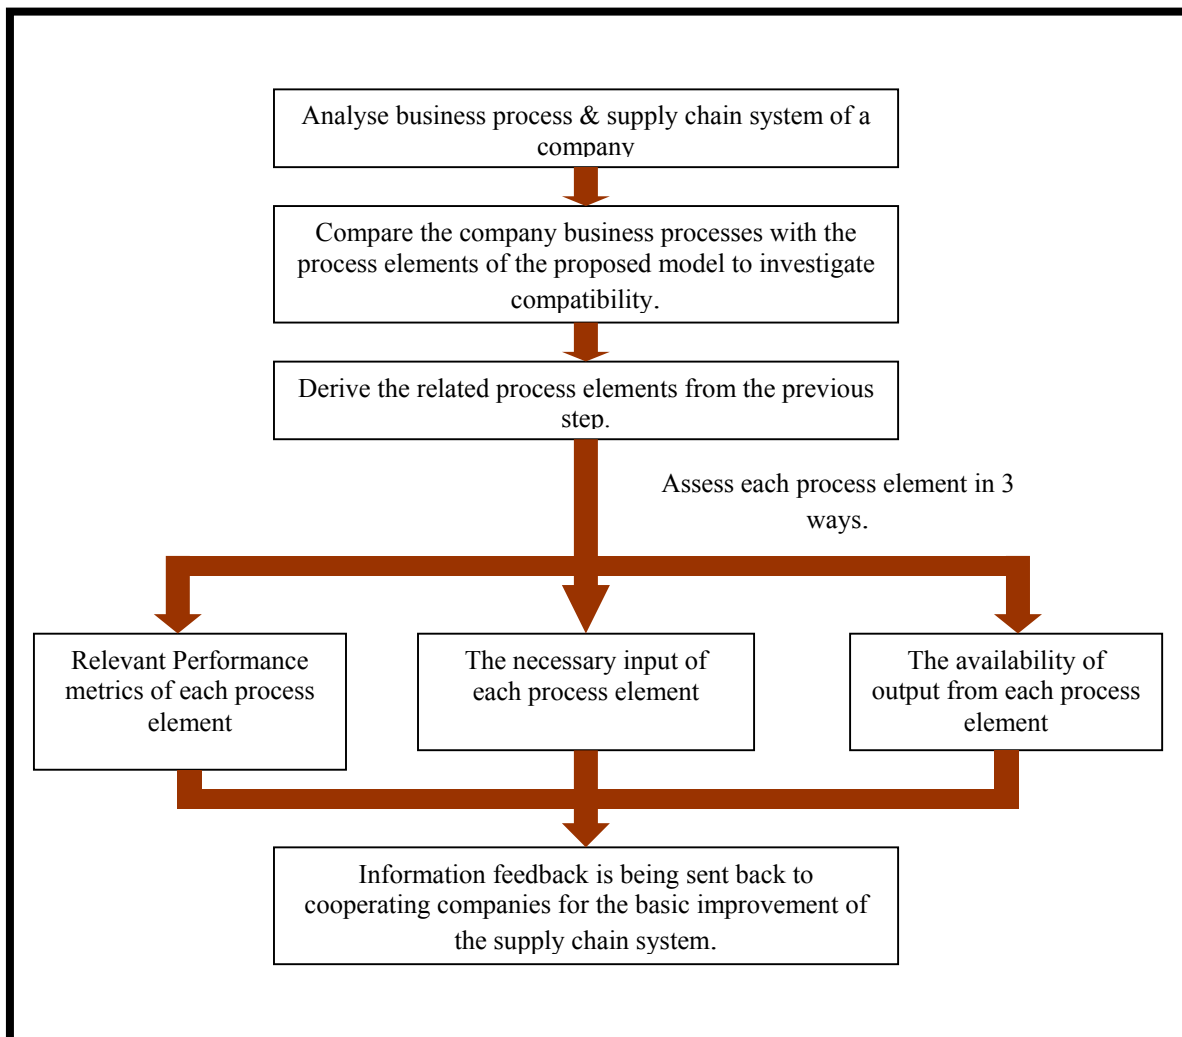 Analyse business process & supply chain system of a
company
Compare the company business processes with the
process elements of the proposed model to investigate
compatibility.
Derive the related process elements from the previous
step.
Assess each process element in 3
ways.
Relevant Performance
metrics of each process
element
The necessary input of
each process element
The availability of
output from each process
element
Information feedback is being sent back to
cooperating companies for the basic improvement of
the supply chain system.